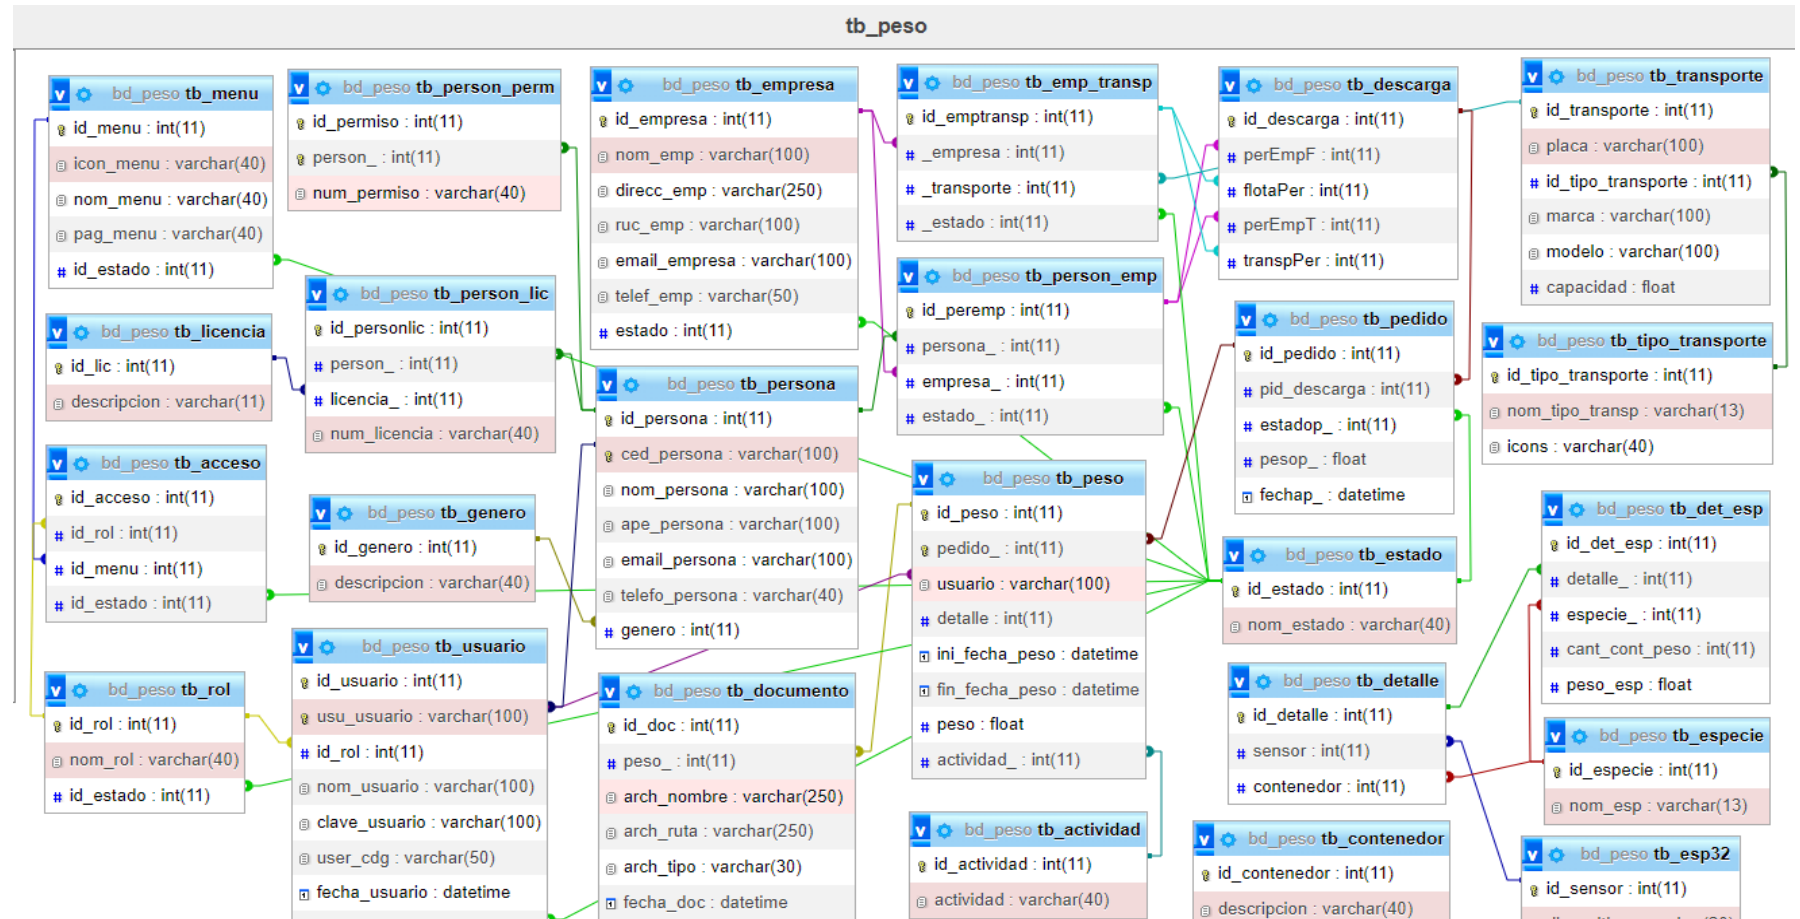 tb_peso
bd_peso tb_menu
id_menu : int(11)
icon_menu : varchar(40)
nom_menu : varchar(40)
pag_menu : varchar(40)
id_estado : int(11)
bd_peso tb_licencia
id_lic : int(11)
descripcion : varchar(11)
bd_peso tb_acceso
id_acceso : int(11)
id_rol : int(11)
id_menu : int(11)
id_estado : int(11)
bd_peso tb_rol
id_rol : int(11)
nom_rol : varchar(40)
id_estado : int(11)
bd_peso tb_person_perm
id_permiso : int(11)
person_ : int(11)
num_permiso : varchar(40)
bd_peso tb_person_lic
id_personlic : int(11)
person_ : int(11)
licencia_ : int(11)
num_licencia : varchar(40)
bd_peso tb_genero
id_genero : int(11)
descripcion : varchar(40)
bd_peso tb_usuario
id_usuario : int(11)
usu_usuario : varchar(100)
id_rol : int(11)
nom_usuario : varchar(100)
clave_usuario : varchar(100)
user_cdg : varchar(50)
fecha_usuario : datetime
bd_peso tb_empresa
id_empresa : int(11)
nom_emp : varchar(100)
direcc_emp : varchar(250)
ruc_emp : varchar(100)
email_empresa : varchar(100)
telef_emp : varchar(50)
estado : int(11)
bd_peso tb_persona
id_persona : int(11)
ced_persona : varchar(100)
nom_persona : varchar(100)
ape_persona : varchar(100)
email_persona : varchar(100)
telefo_persona : varchar(40)
genero : int(11)
bd_peso tb_documento
id_doc : int(11)
peso_ : int(11)
arch_nombre : varchar(250)
arch_ruta : varchar(250)
arch_tipo : varchar(30)
fecha_doc : datetime
bd_peso tb_emp_transp
id_emptransp : int(11)
_empresa : int(11)
_transporte : int(11)
_estado : int(11)
bd_peso tb_person_emp
id_peremp : int(11)
persona_ : int(11)
empresa_ : int(11)
estado_ : int(11)
bd_peso tb_peso
id_peso : int(11)
pedido_ : int(11)
usuario : varchar(100)
detalle : int(11)
ini_fecha_peso : datetime
fin_fecha_peso : datetime
peso : float
actividad_ : int(11)
bd_peso tb_actividad
id_actividad : int(11)
actividad : varchar(40)
bd_peso tb_descarga
id_descarga : int(11)
perEmpF : int(11)
flotaPer : int(11)
perEmpT : int(11)
transpPer : int(11)
bd_peso tb_pedido
id_pedido : int(11)
pid_descarga : int(11)
estadop_ : int(11)
pesop_ : float
fechap_ : datetime
bd_peso tb_estado
id_estado : int(11)
nom_estado : varchar(40)
bd_peso tb_detalle
id_detalle : int(11)
sensor : int(11)
contenedor : int(11)
bd_peso tb_contenedor
id_contenedor : int(11)
descripcion : varchar(40)
bd_peso tb_transporte
id_transporte : int(11)
placa : varchar(100)
id_tipo_transporte : int(11)
marca : varchar(100)
modelo : varchar(100)
capacidad : float
bd_peso tb_tipo_transporte
id_tipo_transporte : int(11)
nom_tipo_transp : varchar(13)
icons : varchar(40)
bd_peso tb_det_esp
id_det_esp : int(11)
detalle_ : int(11)
especie_ : int(11)
cant_cont_peso : int(11)
peso_esp : float
bd_peso tb_especie
id_especie : int(11)
nom_esp : varchar(13)
bd_peso tb_esp32
id_sensor : int(11)